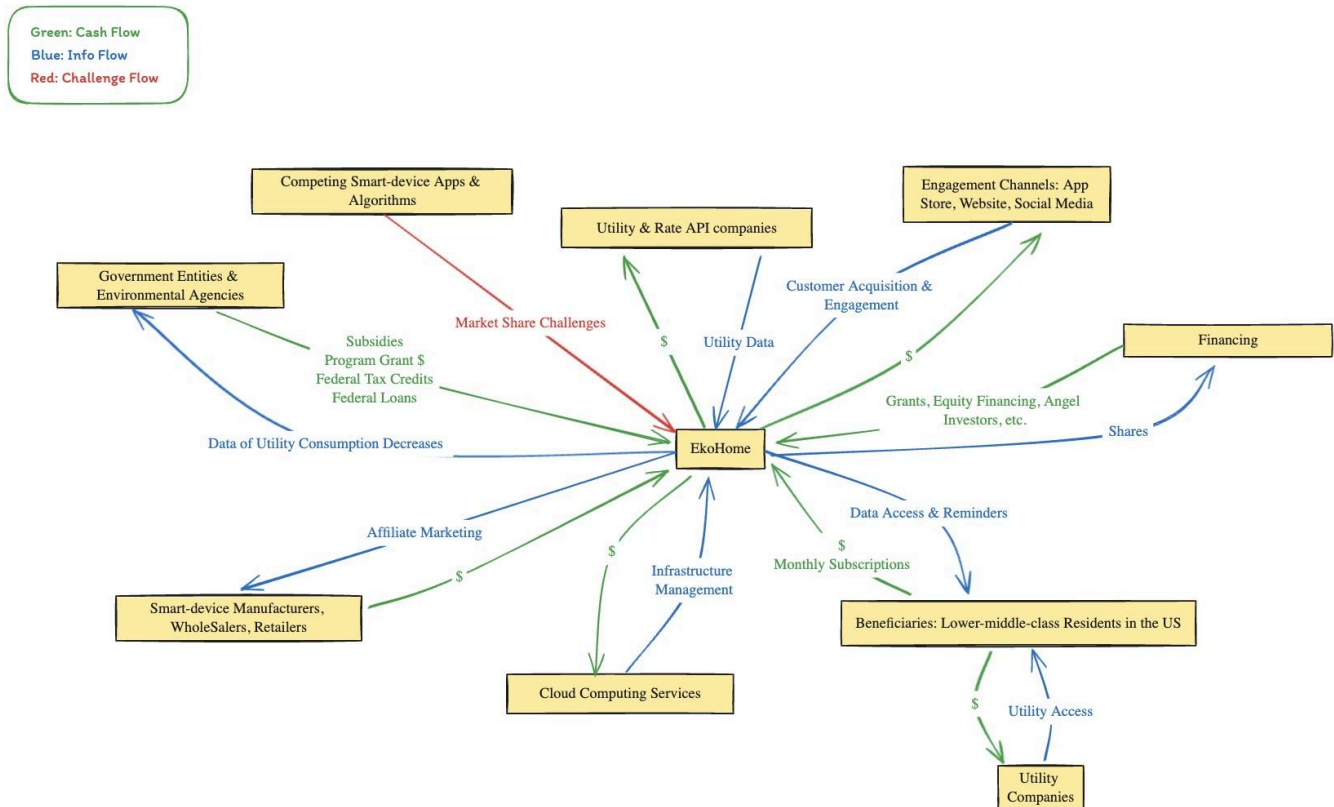 Green: Cash Flow
Blue: Info Flow
Red: Challenge Flow
Competing Smart-device Apps &
Algorithms
Engagement Channels: App
Store, Website, Social Media
Utility & Rate API companies
Government Entities &
Environmental Agencies
Customer Acquisition &
Engagement
Market Share Challenges
Subsidies
Program Grant $
Federal Tax Credits
Federal Loans
$
Utility Data
$
Financing
Grants, Equity Financing, Angel
Investors, etc.
Shares
Data of Utility Consumption Decreases
EkoHome
Affiliate Marketing
Data Access & Reminders
$
$
Infrastructure
Management
$
Monthly Subscriptions
Smart-device Manufacturers,
WholeSalers, Retailers
Beneficiaries: Lower-middle-class Residents in the US
Cloud Computing Services
$
Utility Access
Utility
Companies